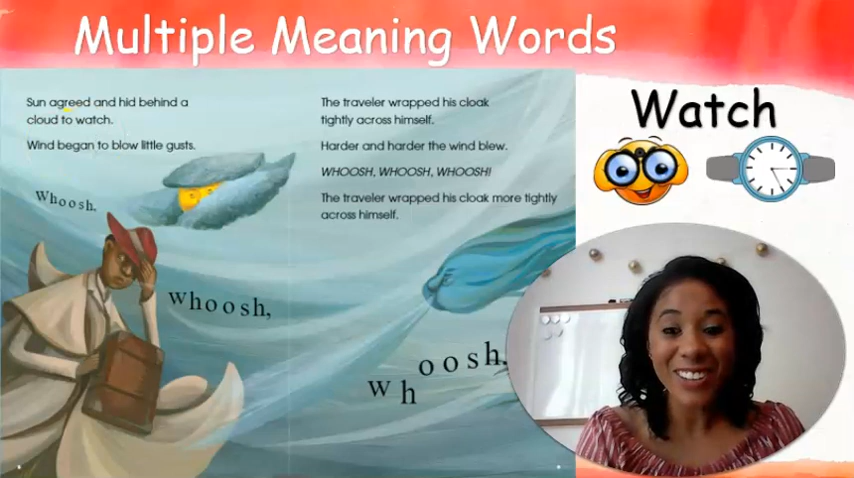 Multiple Meaning Words
Sun agreed and hid behind a
cloud to watch.
Wind began to blow little gusts.
Whoosh,
whoosh,
The traveler wrapped his cloak
tightly across himself.
Harder and harder the wind blew.
WHOOSH, WHOOSH, WHOOSH!
The traveler wrapped his cloak more tightly
across himself.
whoosh.
Watch